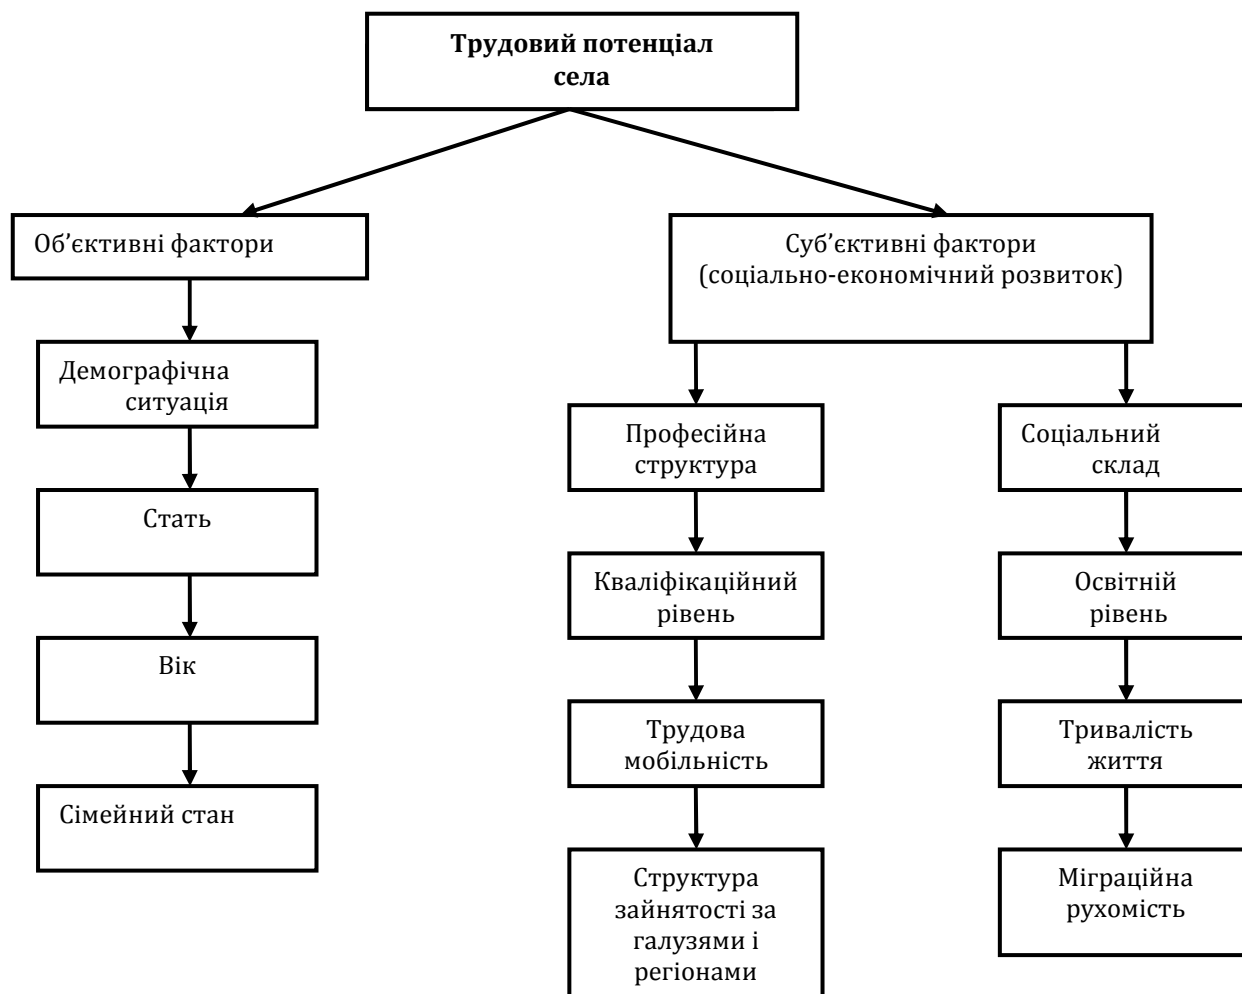 Трудовий потенціал
села
Об’єктивні фактори
Суб’єктивні фактори
(соціально-економічний розвиток)
Демографічна
ситуація
Стать
Вік
Сімейний стан
Професійна
структура
Кваліфікаційний
рівень
Трудова
мобільність
Структура
зайнятості за
галузями і
регіонами
Соціальний
склад
Освітній
рівень
Тривалість
життя
Міграційна
рухомість